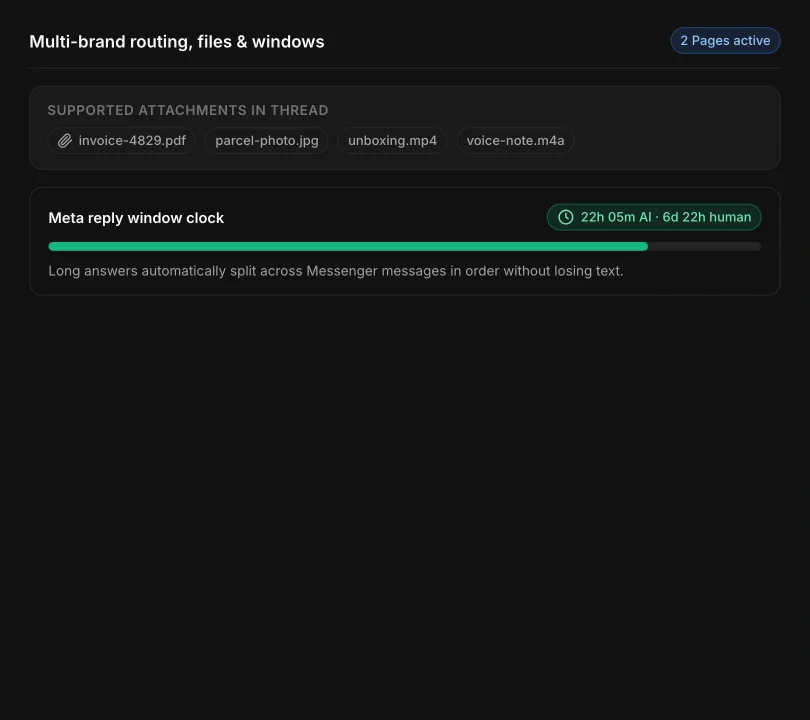 Multi-brand routing, files & windows
2 Pages active
SUPPORTED ATTACHMENTS IN THREAD
invoice-4829.pdf
parcel-photo.jpg
unboxing.mp4
voice-note.m4a
Meta reply window clock
22h 05m AI · 6d 22h human
Long answers automatically split across Messenger messages in order without losing text.